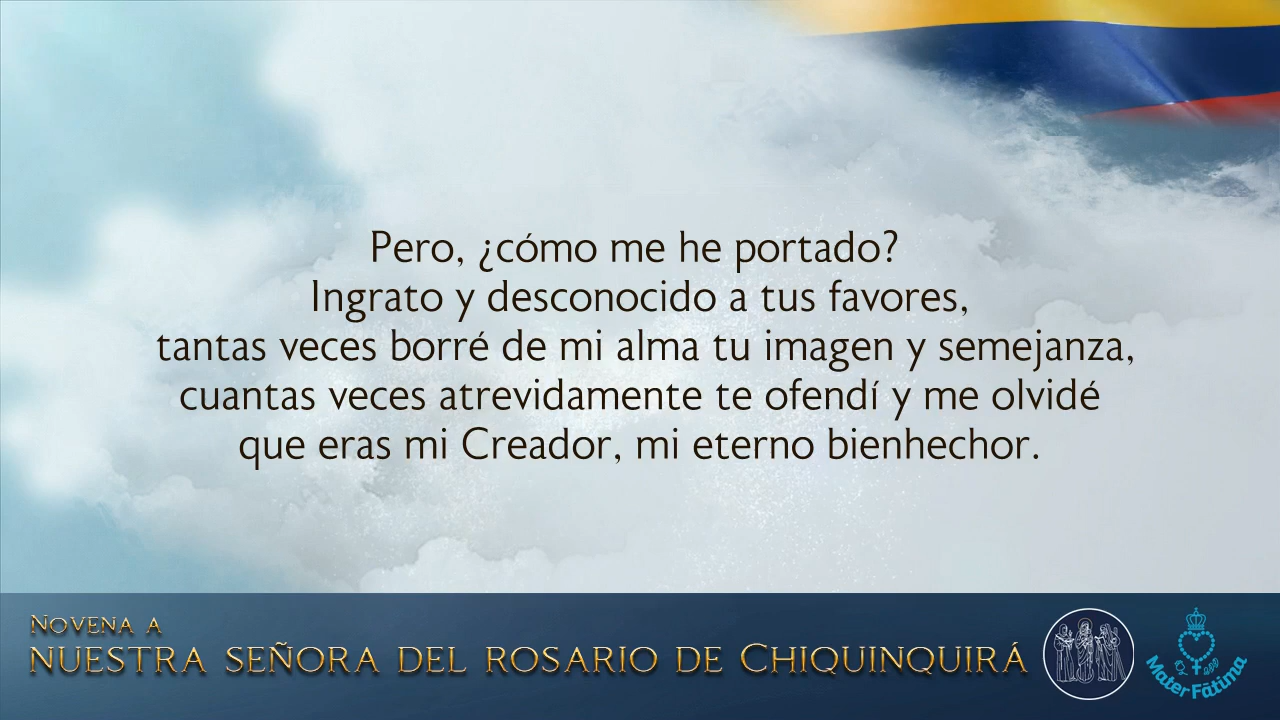 Pero, ¿cómo me he portado?
Ingrato y desconocido a tus favores,
tantas veces borré de mi alma tu imagen y semejanza,
cuantas veces atrevidamente te ofendí y me olvidé
que eras mi Creador, mi eterno bienhechor.
Novena a
nuestra señora del rosario de Chiquinquirá
Mater Fátima